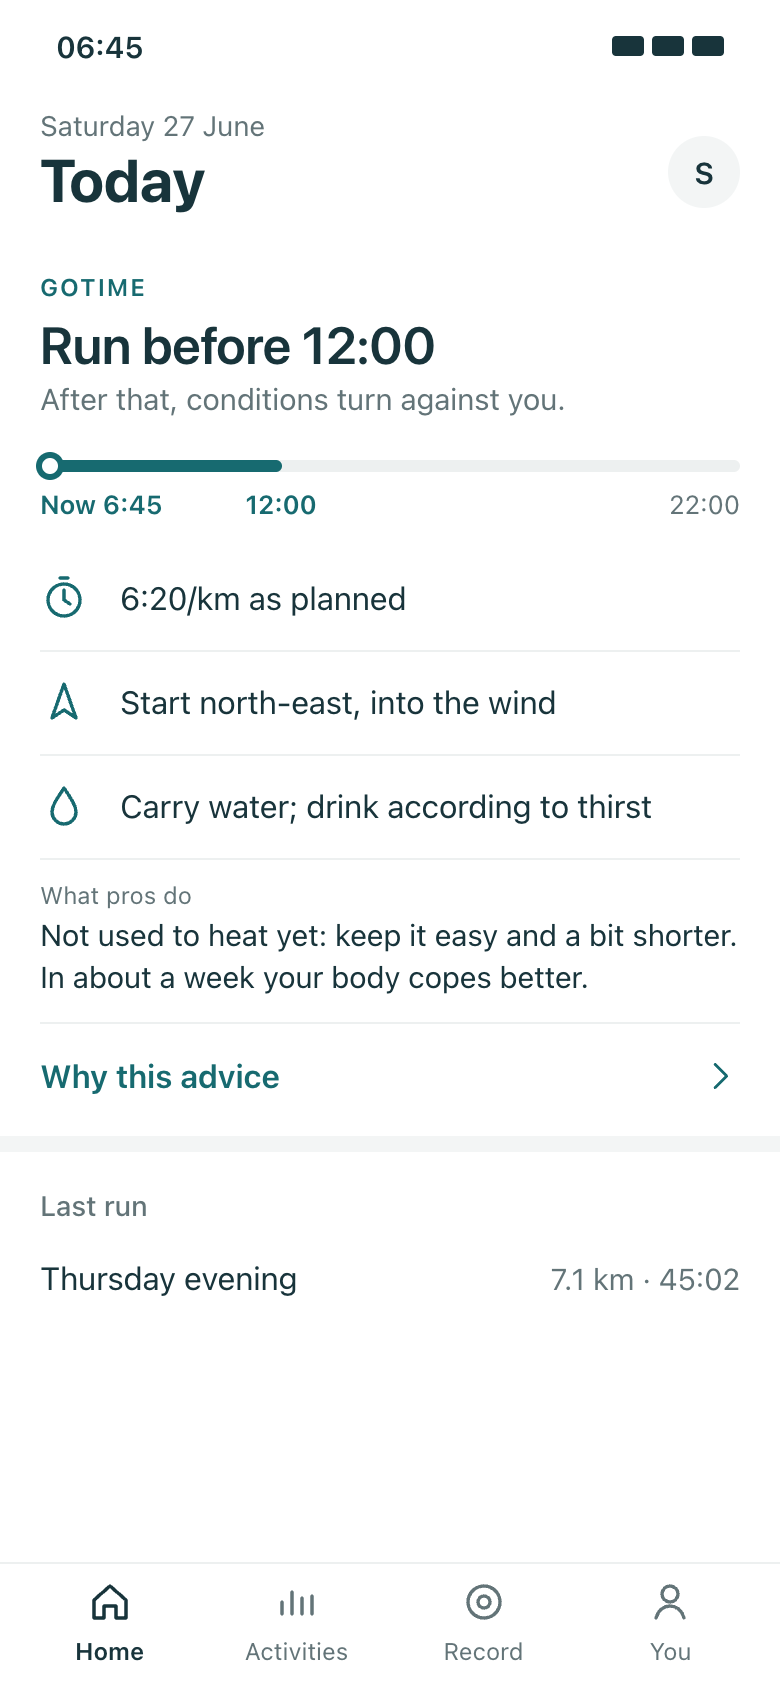 06:45
Saturday 27 June
Today
S
GOTIME
Run before 12:00
After that, conditions turn against you.
Now 6:45 12:00 22:00
6:20/km as planned
Start north-east, into the wind
Carry water; drink according to thirst
What pros do
Not used to heat yet: keep it easy and a bit shorter.
In about a week your body copes better.
Why this advice
Last run
Thursday evening 7.1 km · 45:02
Home Activities Record You